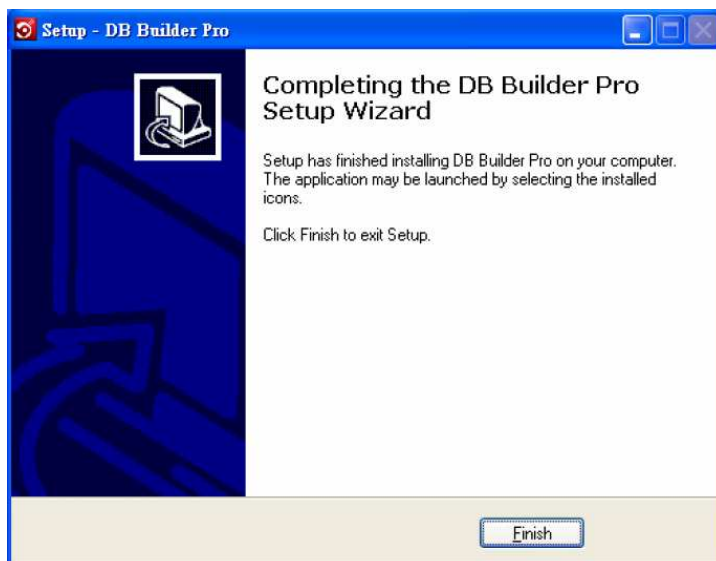 Setup - DB Builder Pro
Completing the DB Builder Pro
Setup Wizard
Setup has finished installing DB Builder Pro on your computer.
The application may be launched by selecting the installed
icons.
Click Finish to exit Setup.
Finish